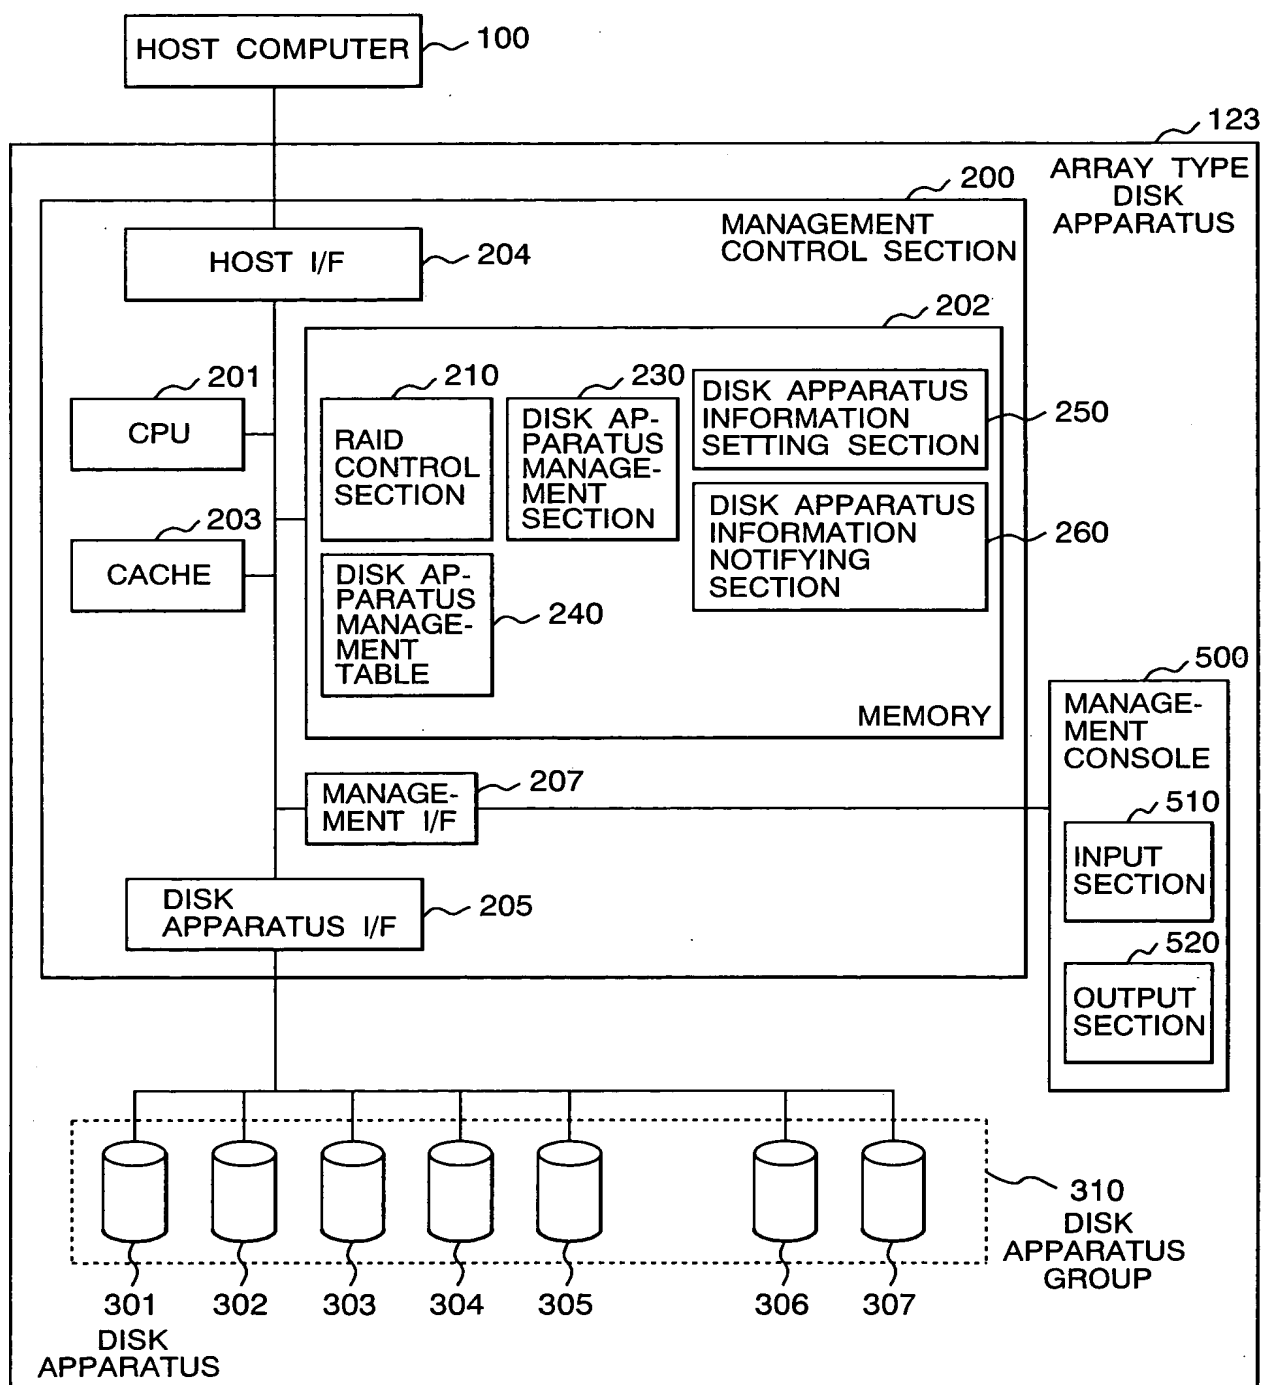 HOST COMPUTER
100
123
ARRAY TYPE
DISK
APPARATUS
200
MANAGEMENT
CONTROL SECTION
HOST I/F
204
202
201
CPU
210
RAID
CONTROL
SECTION
230
DISK AP-
PARATUS
MANAGE-
MENT
SECTION
DISK APPARATUS
INFORMATION
SETTING SECTION
250
203
CACHE
DISK APPARATUS
INFORMATION
NOTIFYING
SECTION
260
DISK AP-
PARATUS
MANAGE-
MENT
TABLE
240
MEMORY
500
MANAGE-
MENT
CONSOLE
MANAGE-
MENT I/F
207
510
INPUT
SECTION
DISK
APPARATUS I/F
205
520
OUTPUT
SECTION
310
DISK
APPARATUS
GROUP
301
302
303
304
305
306
307
DISK
APPARATUS